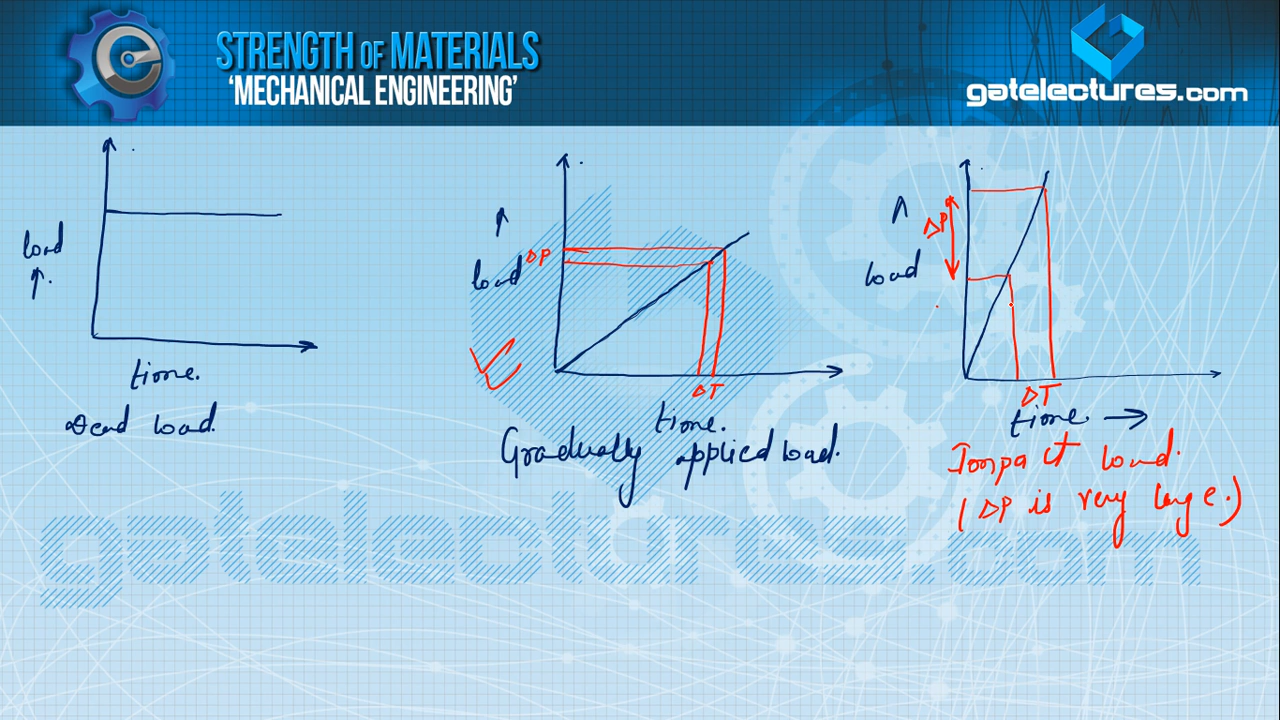 STRENGTH OF MATERIALS
'MECHANICAL ENGINEERING'
gatelectures.com
load
time.
Dead load.
load
ΔP
ΔT
time.
Gradually applied load.
ΔP
load
ΔT
time
Impact load.
(ΔP is very large.)
gatelectures.com